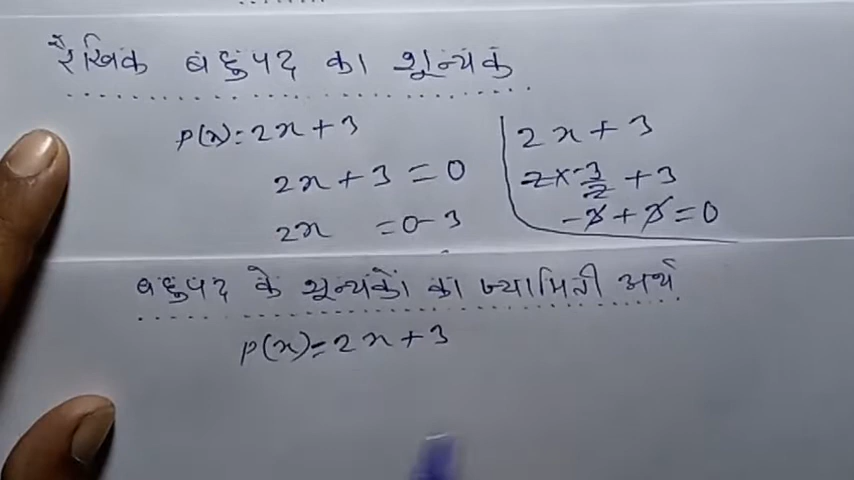 रैखिक बहुपद का शून्यक
p(x) = 2x + 3
2x + 3 = 0
2x = 0 - 3
2x + 3
2 × -3/2 + 3
-3 + 3 = 0
बहुपद के शून्यकों का ज्यामिती अर्थ
p(x) = 2x + 3